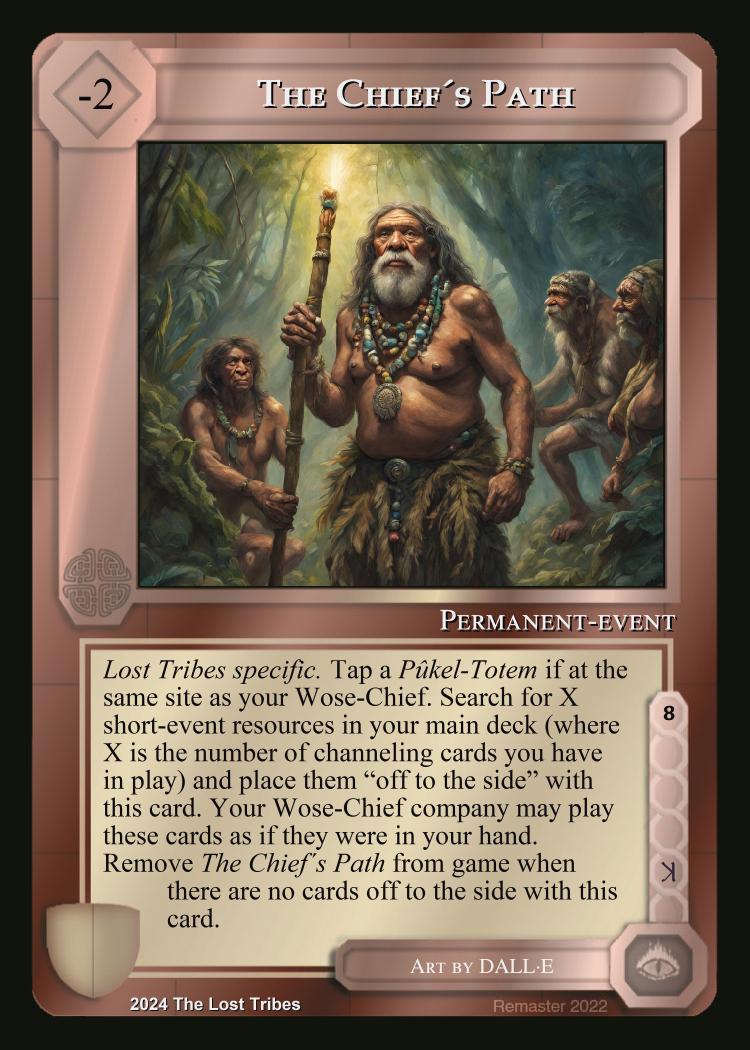 -2
The Chief´s Path
Permanent-event
Lost Tribes specific. Tap a Pûkel-Totem if at the
same site as your Wose-Chief. Search for X
short-event resources in your main deck (where
X is the number of channeling cards you have
in play) and place them “off to the side” with
this card. Your Wose-Chief company may play
these cards as if they were in your hand.
Remove The Chief´s Path from game when
there are no cards off to the side with this
card.
8
K
Art by DALL·E
2024 The Lost Tribes
Remaster 2022